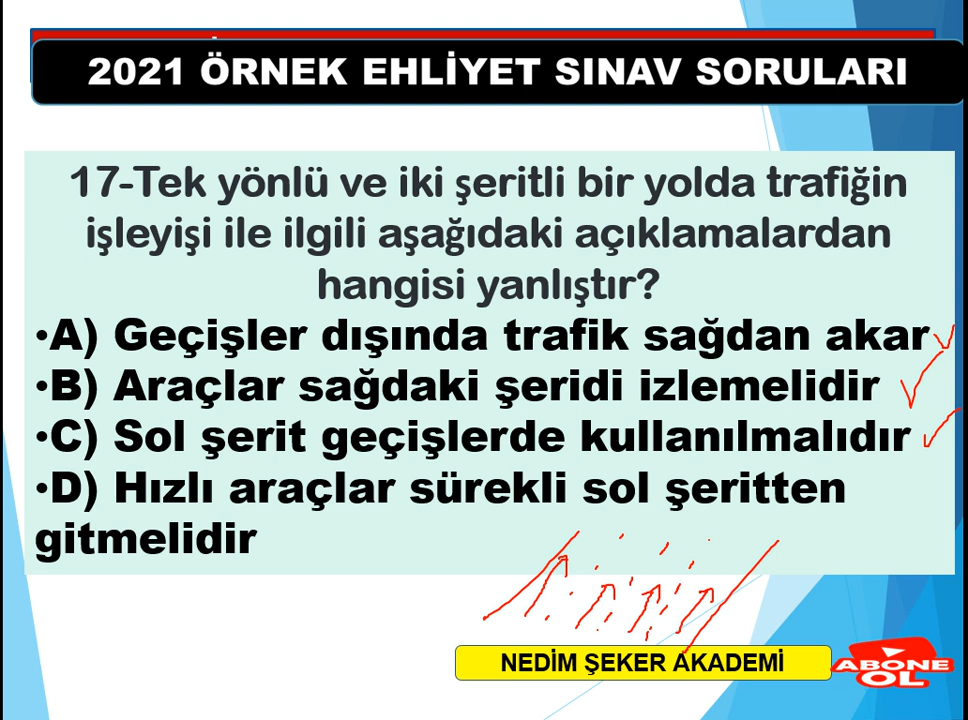 2021 ÖRNEK EHLİYET SINAV SORULARI
17-Tek yönlü ve iki şeritli bir yolda trafiğin
işleyişi ile ilgili aşağıdaki açıklamalardan
hangisi yanlıştır?
•A) Geçişler dışında trafik sağdan akar
•B) Araçlar sağdaki şeridi izlemelidir
•C) Sol şerit geçişlerde kullanılmalıdır
•D) Hızlı araçlar sürekli sol şeritten
gitmelidir
NEDİM ŞEKER AKADEMİ
ABONE
OL